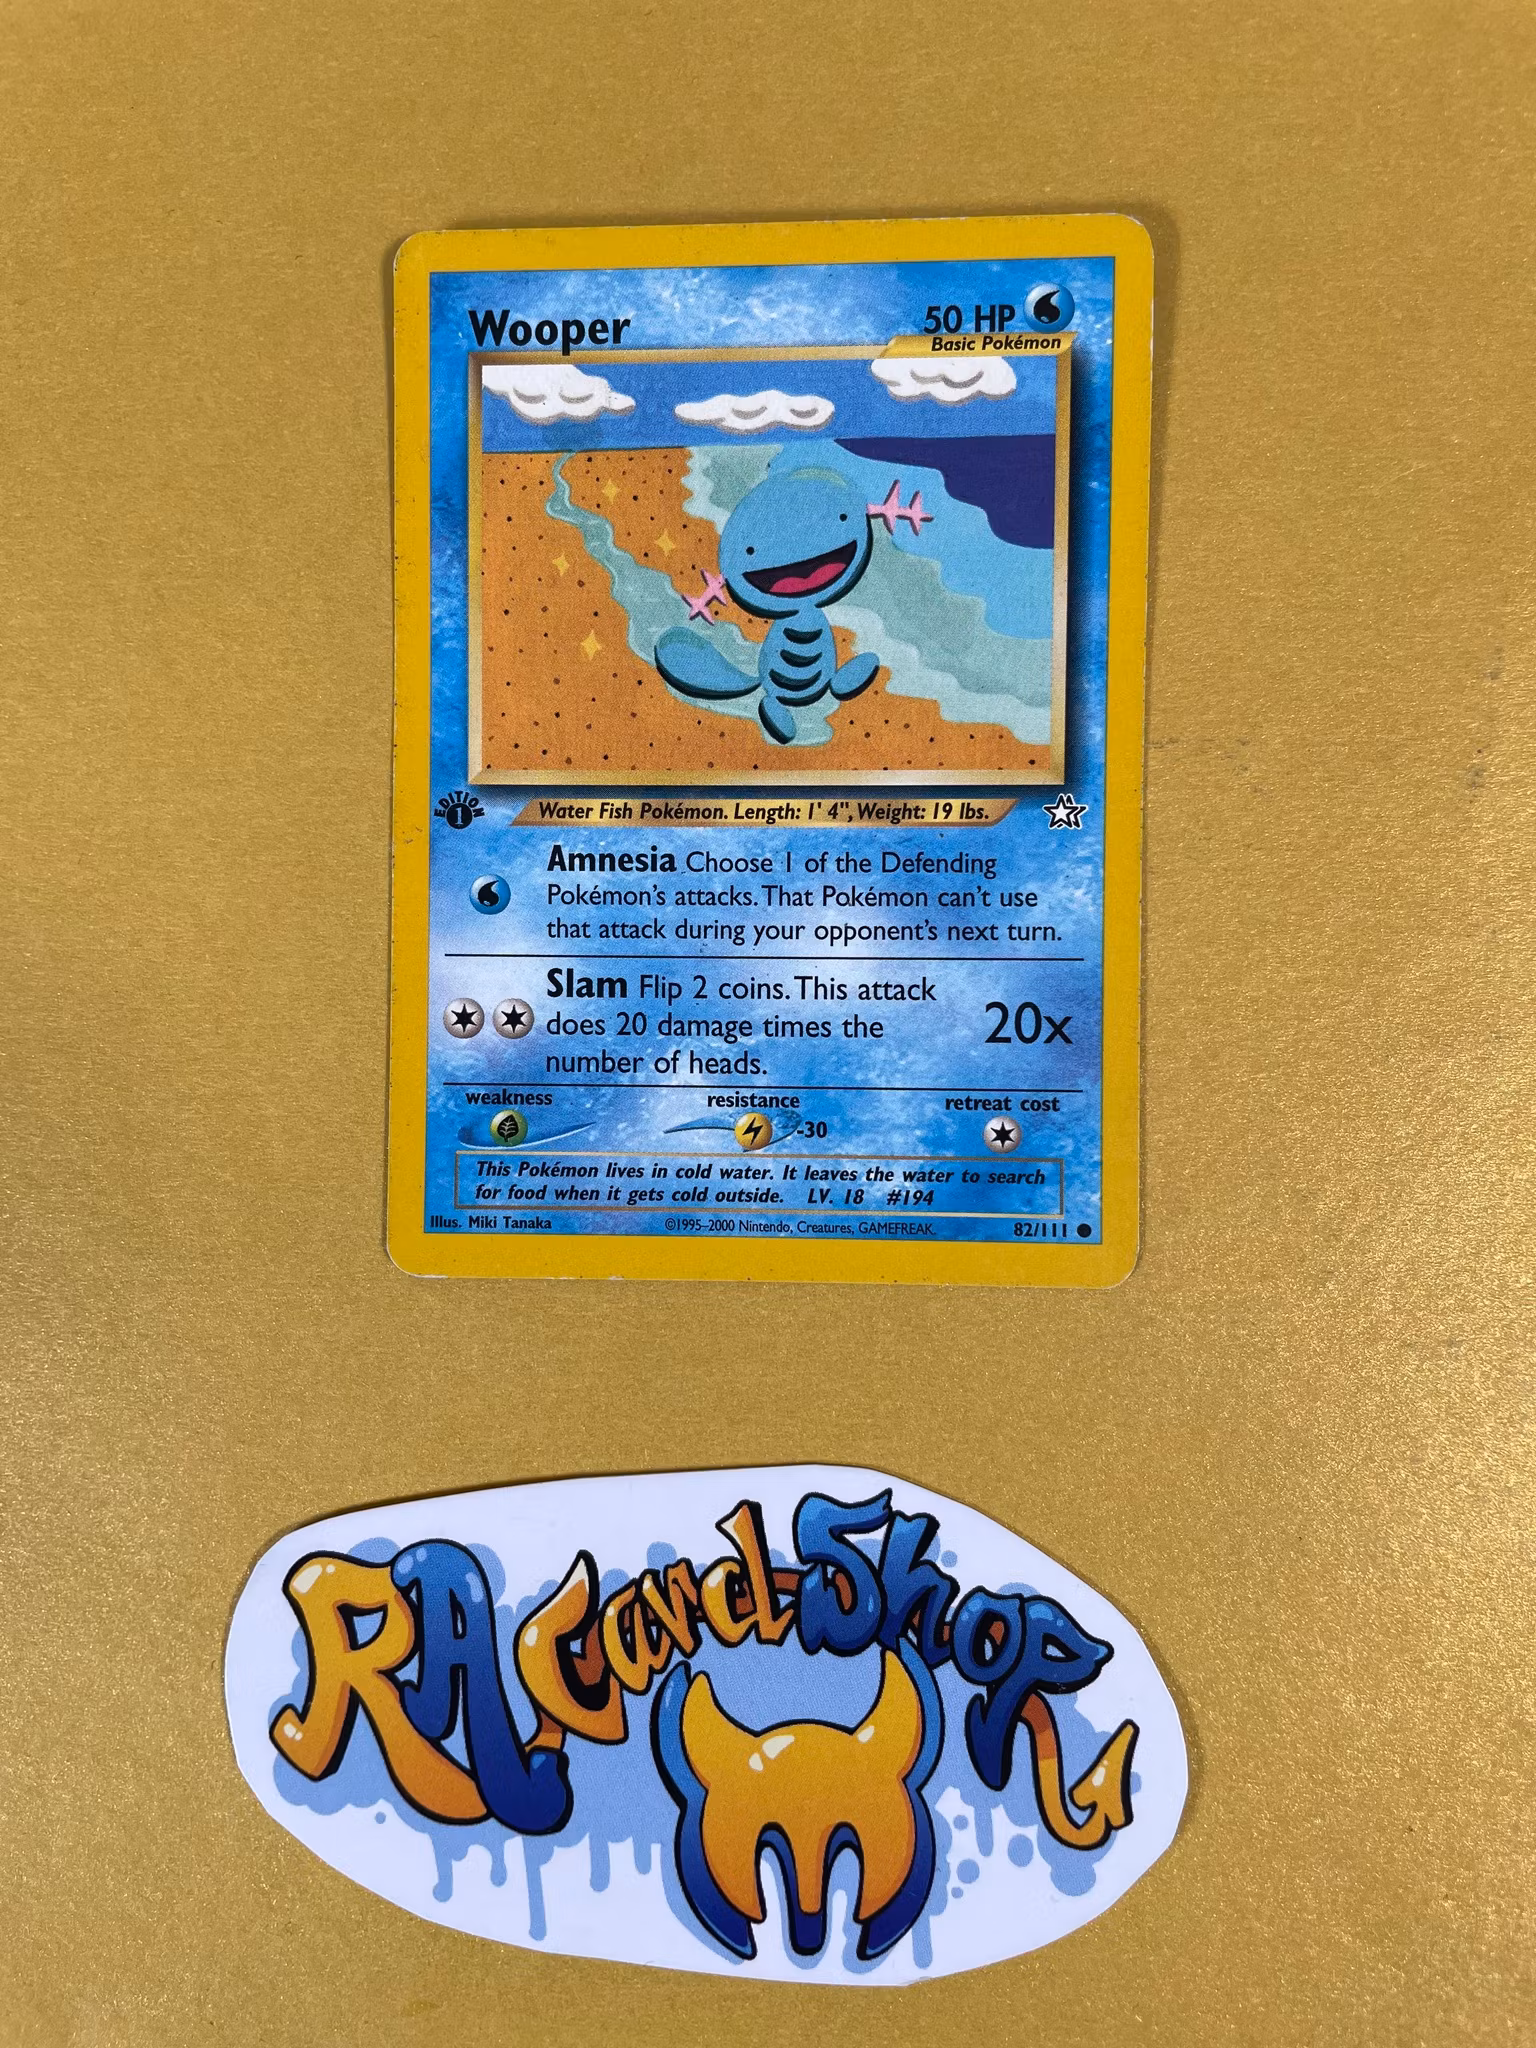 Wooper
50 HP
Basic Pokémon
EDITION
1
Water Fish Pokémon. Length: 1' 4", Weight: 19 lbs.
Amnesia Choose 1 of the Defending
Pokémon's attacks. That Pokémon can't use
that attack during your opponent's next turn.
Slam Flip 2 coins. This attack
does 20 damage times the
number of heads.
20x
weakness
resistance
retreat cost
-30
This Pokémon lives in cold water. It leaves the water to search
for food when it gets cold outside. LV. 18 #194
Illus. Miki Tanaka
©1995–2000 Nintendo, Creatures, GAMEFREAK.
82/111
RA Card Shop